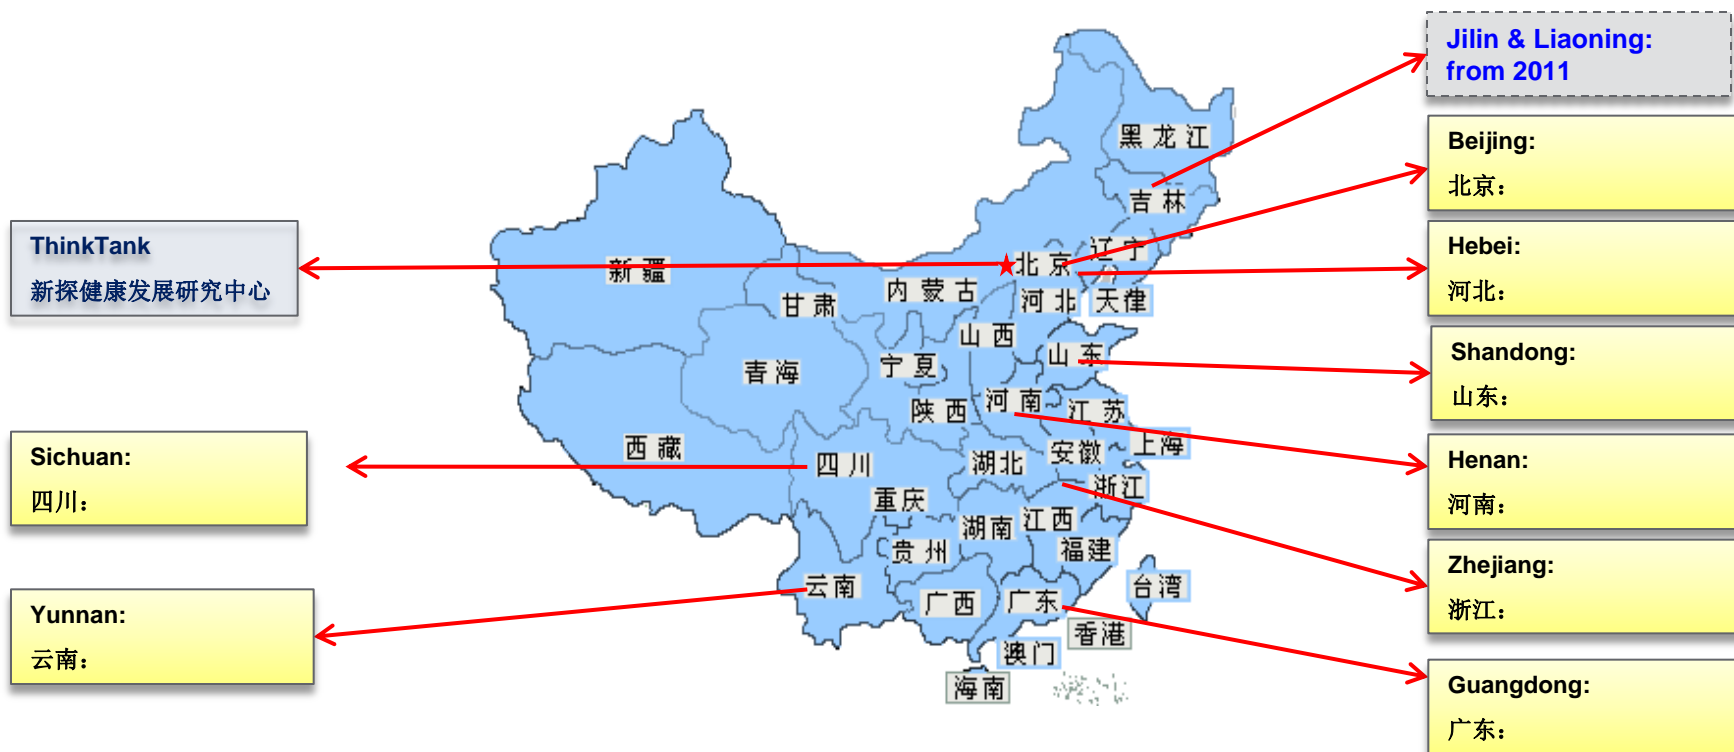 Jilin & Liaoning:
from 2011
Beijing:
北京：
Hebei:
河北：
Shandong:
山东：
Henan:
河南：
Zhejiang:
浙江：
Guangdong:
广东：
ThinkTank
新探健康发展研究中心
Sichuan:
四川：
Yunnan:
云南：
黑龙江
吉林
辽宁
北京
新疆
内蒙古
河北
天津
甘肃
山西
山东
宁夏
青海
河南
江苏
陕西
上海
安徽
西藏
四川
湖北
浙江
重庆
江西
湖南
福建
贵州
云南
台湾
广西
广东
香港
澳门
海南